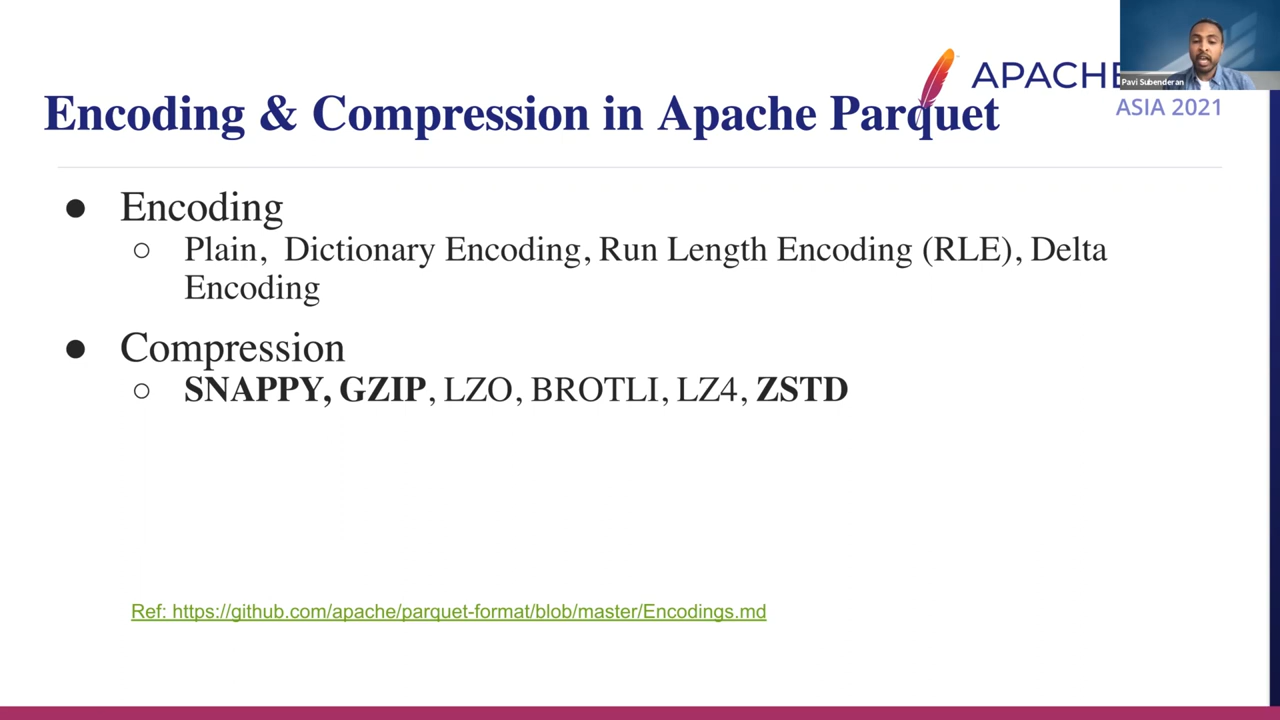 APACHE
Pavi Subenderan
ASIA 2021
Encoding & Compression in Apache Parquet
● Encoding
○ Plain,  Dictionary Encoding, Run Length Encoding (RLE), Delta
Encoding
● Compression
○ SNAPPY, GZIP, LZO, BROTLI, LZ4, ZSTD
Ref: https://github.com/apache/parquet-format/blob/master/Encodings.md